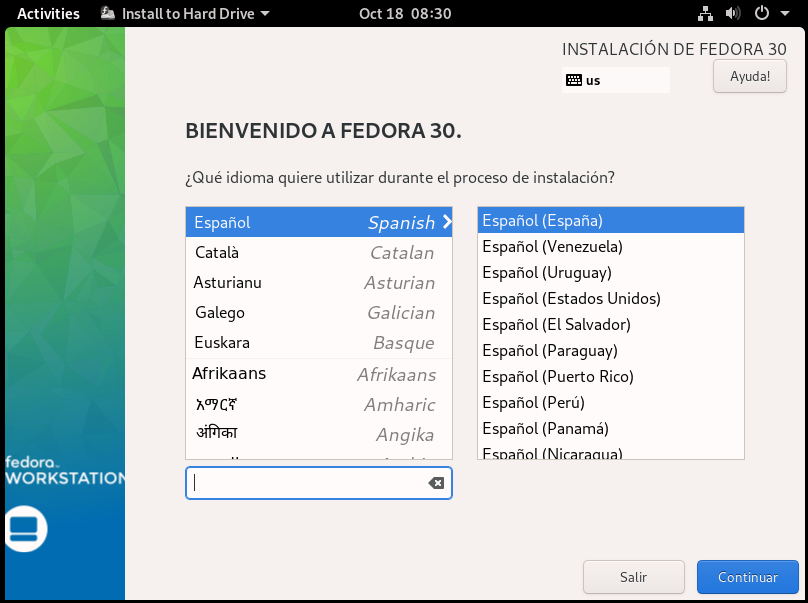 Activities Install to Hard Drive Oct 18 08:30
INSTALACIÓN DE FEDORA 30
us
Ayuda!
BIENVENIDO A FEDORA 30.
¿Qué idioma quiere utilizar durante el proceso de instalación?
Español Spanish
Català Catalan
Asturianu Asturian
Galego Galician
Euskara Basque
Afrikaans Afrikaans
አማርኛ Amharic
अंगिका Angika
Español (España)
Español (Venezuela)
Español (Uruguay)
Español (Estados Unidos)
Español (El Salvador)
Español (Paraguay)
Español (Puerto Rico)
Español (Perú)
Español (Panamá)
Español (Nicaragua)
fedora
WORKSTATION
Salir
Continuar